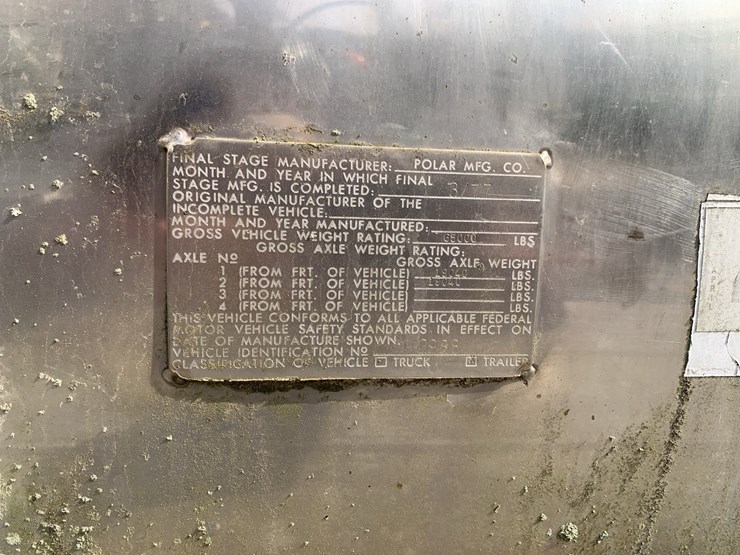 FINAL STAGE MANUFACTURER: POLAR MFG. CO.
MONTH AND YEAR IN WHICH FINAL
STAGE MFG. IS COMPLETED: 3/77
ORIGINAL MANUFACTURER OF THE
INCOMPLETE VEHICLE:
MONTH AND YEAR MANUFACTURED:
GROSS VEHICLE WEIGHT RATING: 65000 LBS
GROSS AXLE WEIGHT RATING:
AXLE Nº GROSS AXLE WEIGHT
1 (FROM FRT. OF VEHICLE) LBS.
2 (FROM FRT. OF VEHICLE) LBS.
3 (FROM FRT. OF VEHICLE) LBS.
4 (FROM FRT. OF VEHICLE) LBS.
THIS VEHICLE CONFORMS TO ALL APPLICABLE FEDERAL
MOTOR VEHICLE SAFETY STANDARDS IN EFFECT ON
DATE OF MANUFACTURE SHOWN.
VEHICLE IDENTIFICATION Nº
CLASSIFICATION OF VEHICLE TRUCK TRAILER